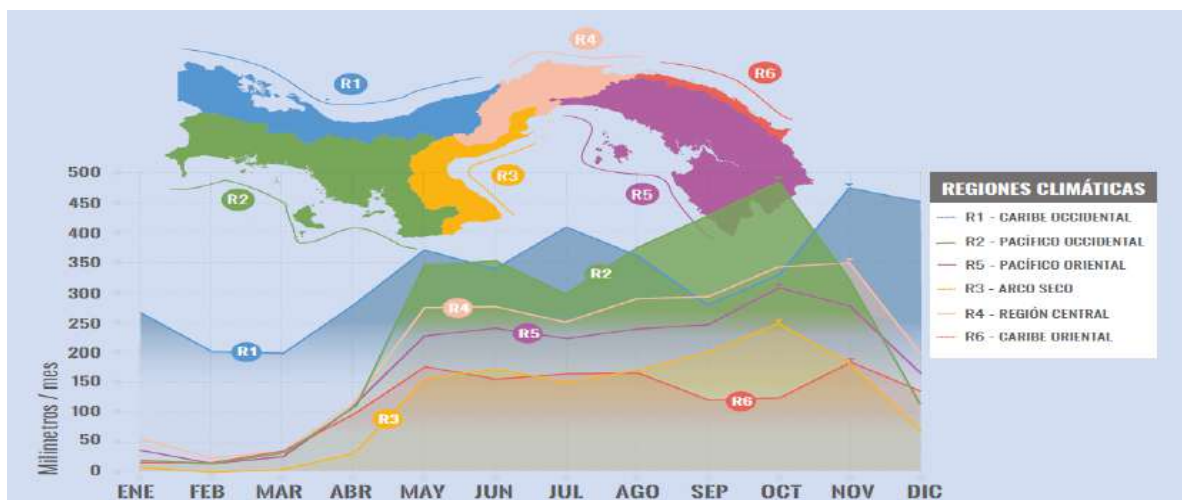 R4
R6
R1
R3
R2
R5
500
450
400
350
300
250
200
150
100
50
0
Milímetros / mes
R2
R4
R5
R1
R6
R3
ENE FEB MAR ABR MAY JUN JUL AGO SEP OCT NOV DIC
REGIONES CLIMÁTICAS
R1 - CARIBE OCCIDENTAL
R2 - PACÍFICO OCCIDENTAL
R5 - PACÍFICO ORIENTAL
R3 - ARCO SECO
R4 - REGIÓN CENTRAL
R6 - CARIBE ORIENTAL